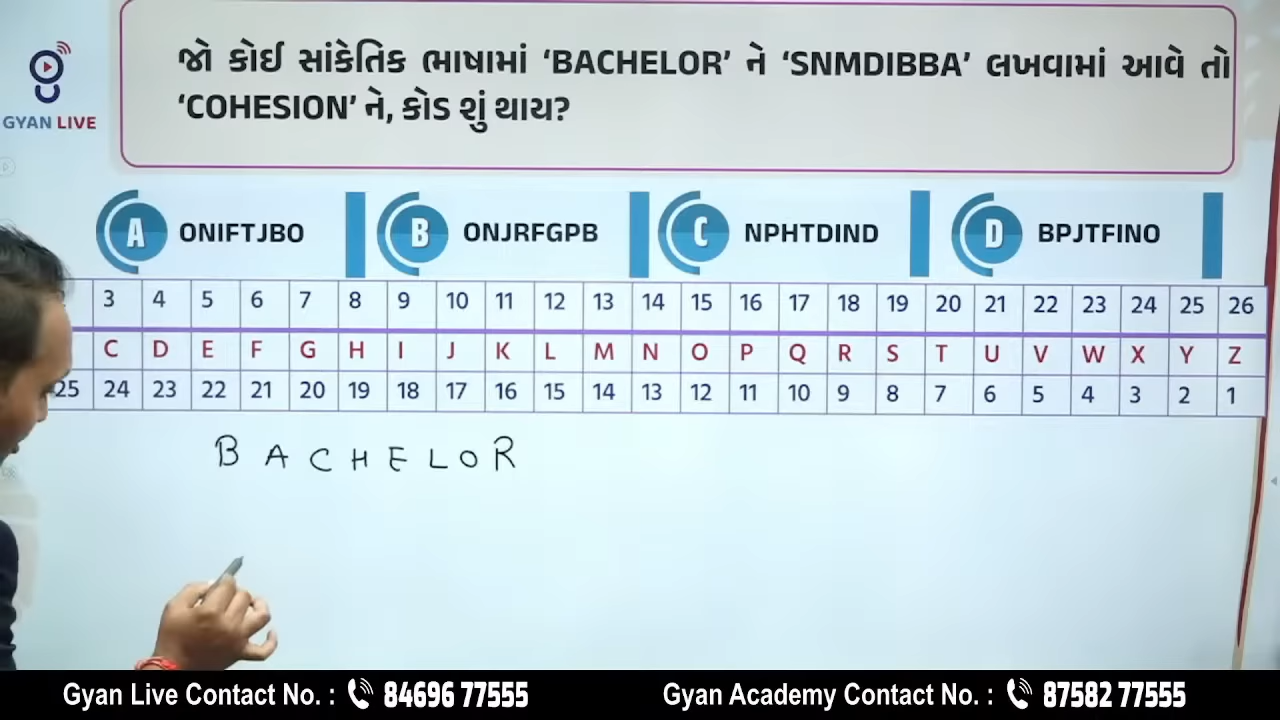 જો કોઈ સાંકેતિક ભાષામાં ‘BACHELOR’ ને ‘SNMDIBBA’ લખવામાં આવે તો
‘COHESION’ ને, કોડ શું થાય?
GYAN LIVE
A ONIFTJBO B ONJRFGPB C NPHTDIND D BPJTFINO
3 4 5 6 7 8 9 10 11 12 13 14 15 16 17 18 19 20 21 22 23 24 25 26
C D E F G H I J K L M N O P Q R S T U V W X Y Z
25 24 23 22 21 20 19 18 17 16 15 14 13 12 11 10 9 8 7 6 5 4 3 2 1
B A C H E L O R
Gyan Live Contact No. : 84696 77555 Gyan Academy Contact No. : 87582 77555